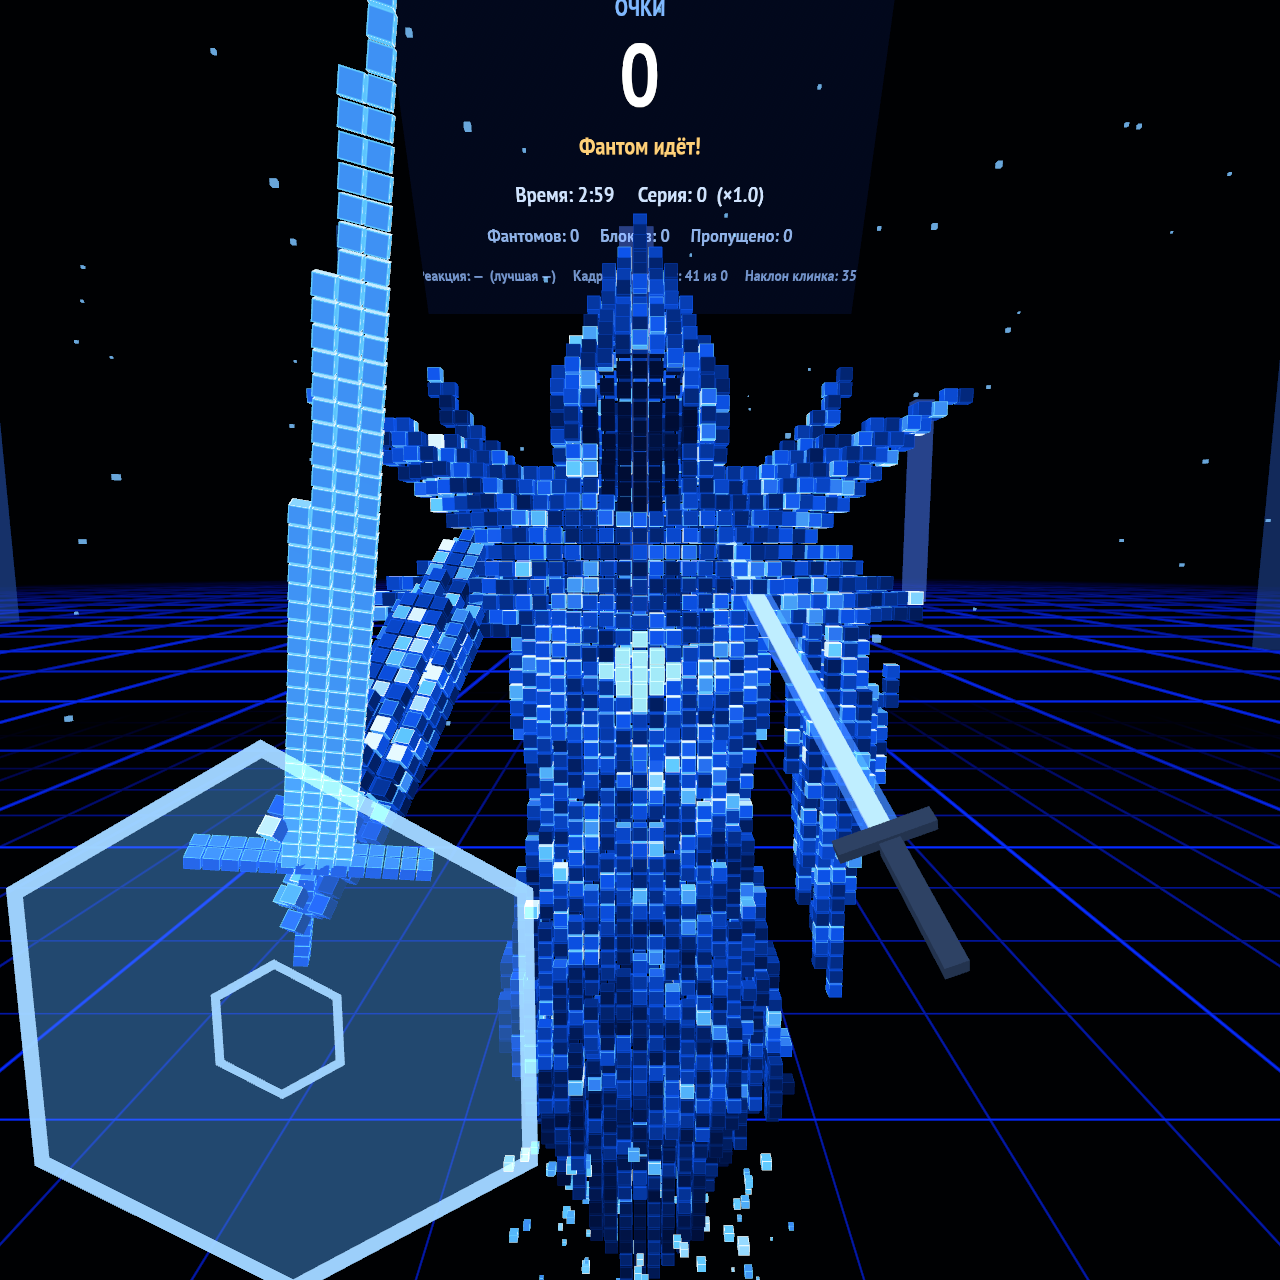 ОЧКИ
0
Фантом идёт!
Время: 2:59 Серия: 0 (×1.0)
Фантомов: 0 : 0 Пропущено: 0
— (лучшая : 41 из 0 Наклон клинка: 35